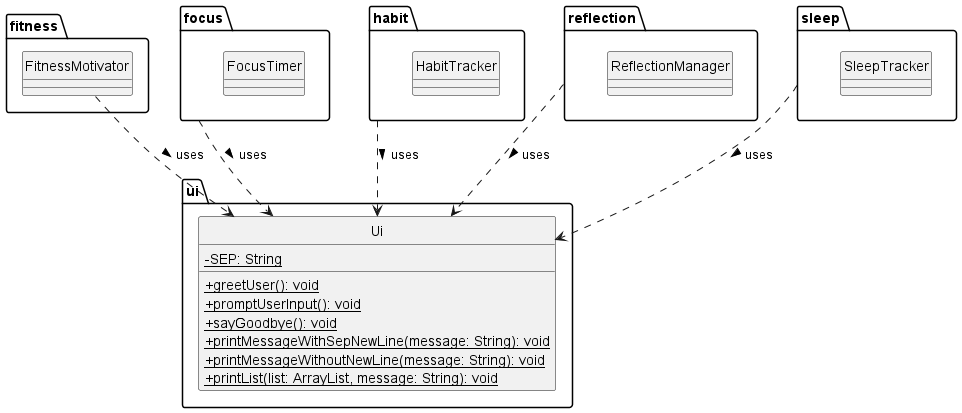 fitness
focus
habit
reflection
sleep
FitnessMotivator
FocusTimer
HabitTracker
ReflectionManager
SleepTracker
uses
uses
uses
uses
uses
ui
Ui
-SEP: String
+greetUser(): void
+promptUserInput(): void
+sayGoodbye(): void
+printMessageWithSepNewLine(message: String): void
+printMessageWithoutNewLine(message: String): void
+printList(list: ArrayList, message: String): void